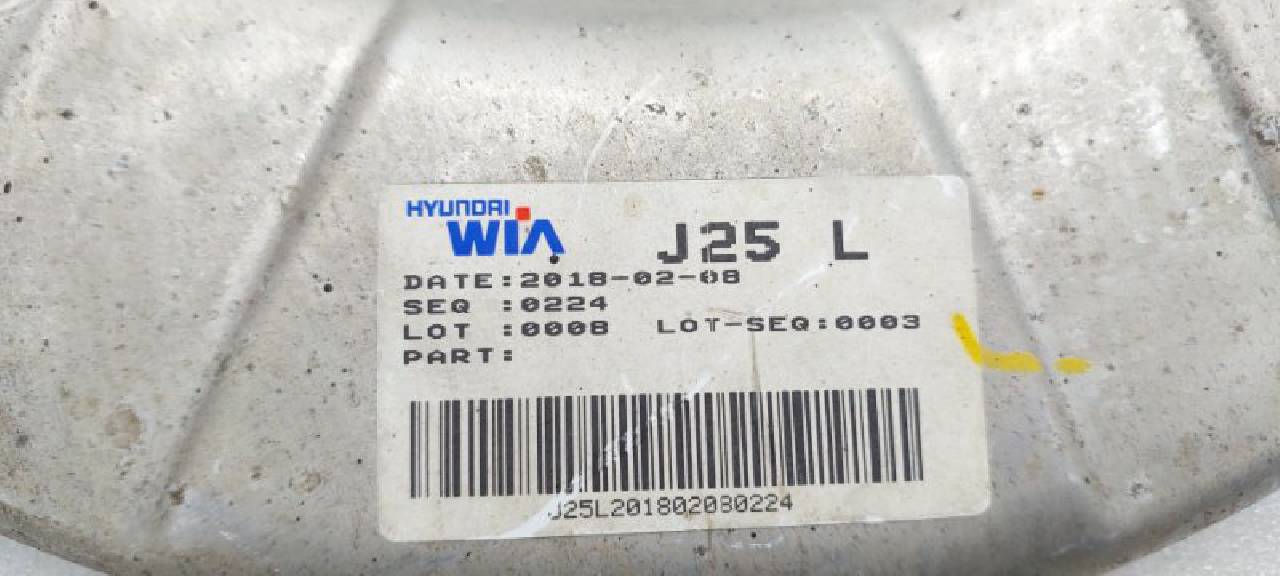 HYUNDAI
WIA
J25 L
DATE:2018-02-08
SEQ :0224
LOT :0008 LOT-SEQ:0003
PART:
J25L201802080224